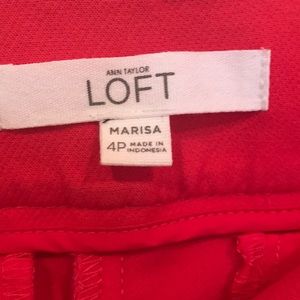 ANN TAYLOR
LOFT
MARISA
4P MADE IN
INDONESIA